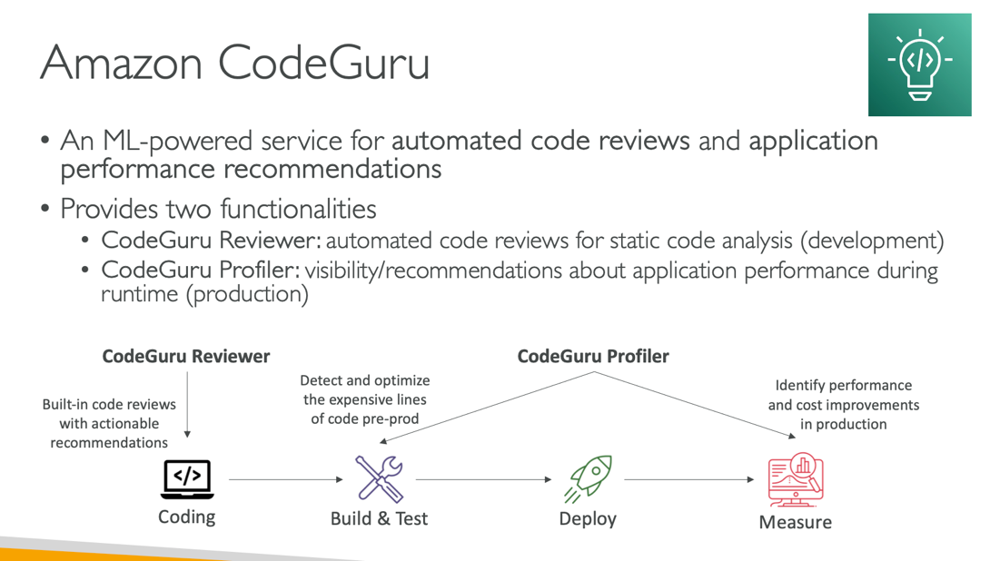 Amazon CodeGuru
</>
• An ML-powered service for automated code reviews and application
performance recommendations
• Provides two functionalities
• CodeGuru Reviewer: automated code reviews for static code analysis (development)
• CodeGuru Profiler: visibility/recommendations about application performance during
runtime (production)
CodeGuru Reviewer
Built-in code reviews
with actionable
recommendations
CodeGuru Profiler
Detect and optimize
the expensive lines
of code pre-prod
Identify performance
and cost improvements
in production
</>
Coding
Build & Test
Deploy
Measure